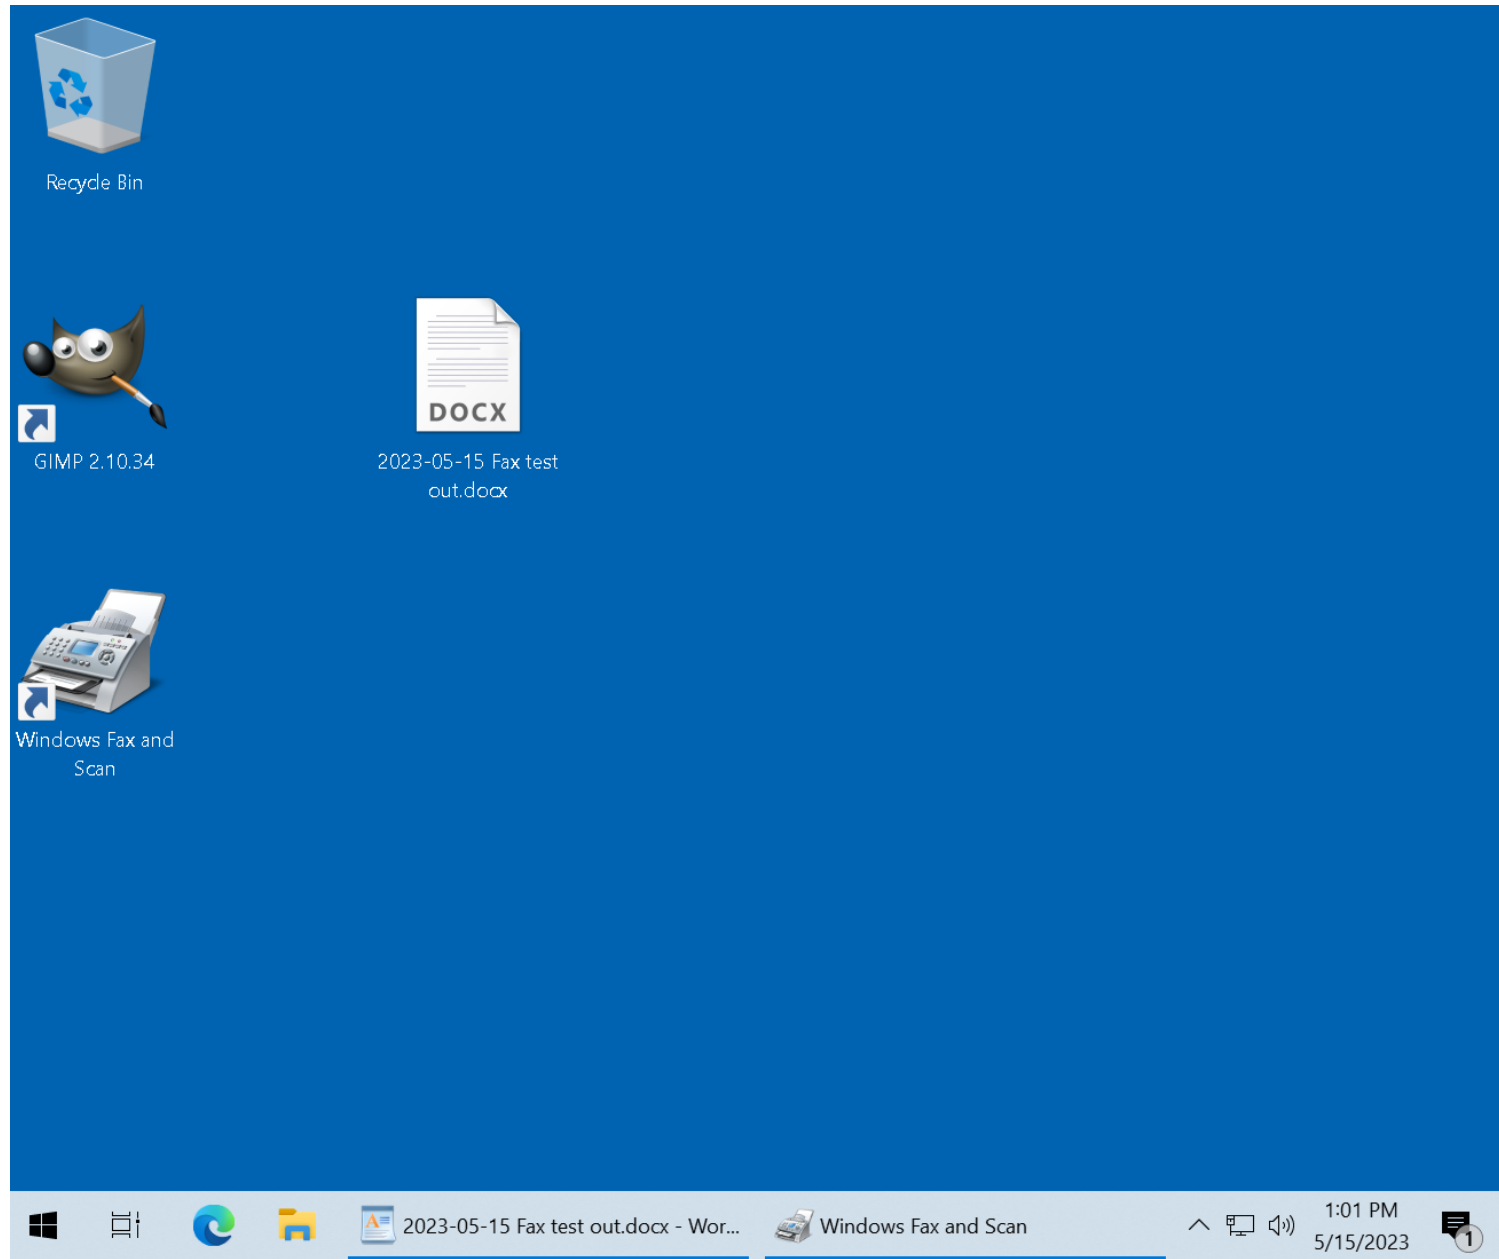 Recycle Bin
GIMP 2.10.34
DOCX
2023-05-15 Fax test
out.docx
Windows Fax and
Scan
2023-05-15 Fax test out.docx - Wor...
Windows Fax and Scan
1:01 PM
5/15/2023
1